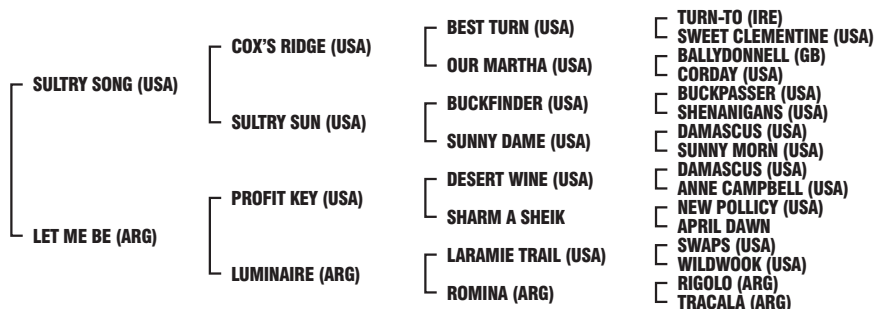 SULTRY SONG (USA)
LET ME BE (ARG)
COX'S RIDGE (USA)
SULTRY SUN (USA)
PROFIT KEY (USA)
LUMINAIRE (ARG)
BEST TURN (USA)
OUR MARTHA (USA)
BUCKFINDER (USA)
SUNNY DAME (USA)
DESERT WINE (USA)
SHARM A SHEIK
LARAMIE TRAIL (USA)
ROMINA (ARG)
TURN-TO (IRE)
SWEET CLEMENTINE (USA)
BALLYDONNELL (GB)
CORDAY (USA)
BUCKPASSER (USA)
SHENANIGANS (USA)
DAMASCUS (USA)
SUNNY MORN (USA)
DAMASCUS (USA)
ANNE CAMPBELL (USA)
NEW POLLICY (USA)
APRIL DAWN
SWAPS (USA)
WILDWOOK (USA)
RIGOLO (ARG)
TRACALA (ARG)